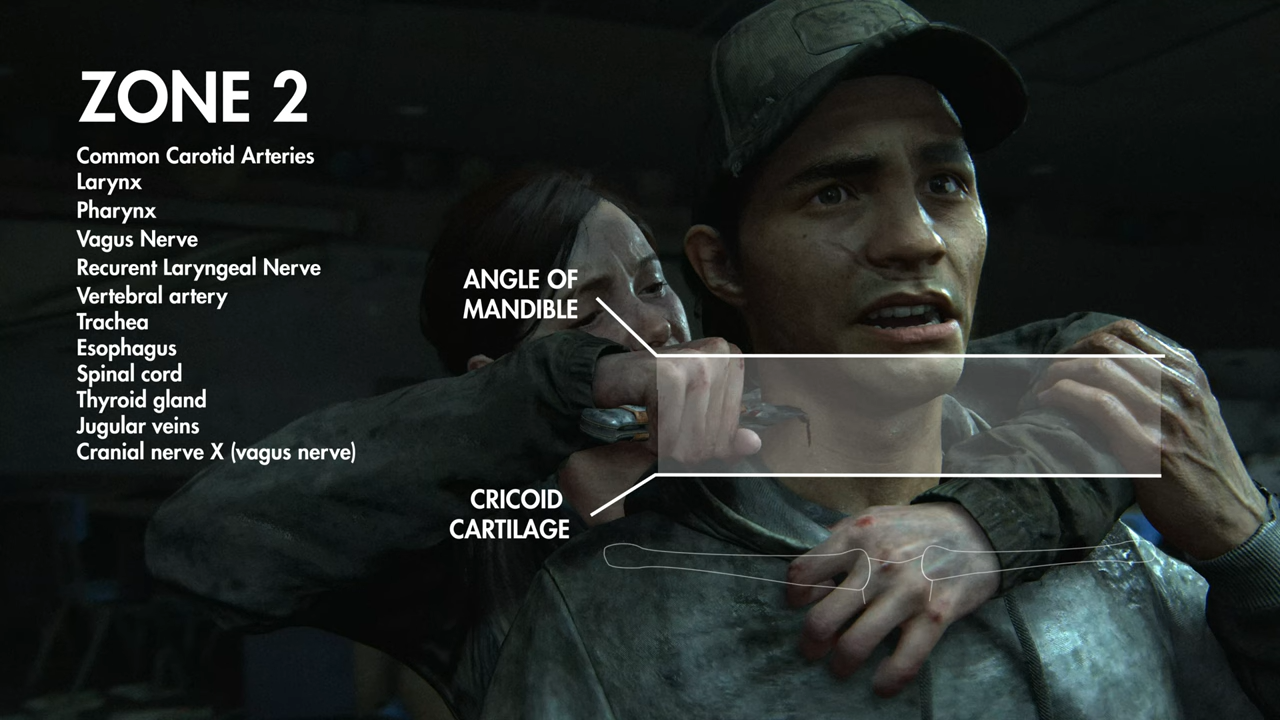 ZONE 2
Common Carotid Arteries
Larynx
Pharynx
Vagus Nerve
Recurent Laryngeal Nerve
Vertebral artery
Trachea
Esophagus
Spinal cord
Thyroid gland
Jugular veins
Cranial nerve X (vagus nerve)
ANGLE OF
MANDIBLE
CRICOID
CARTILAGE